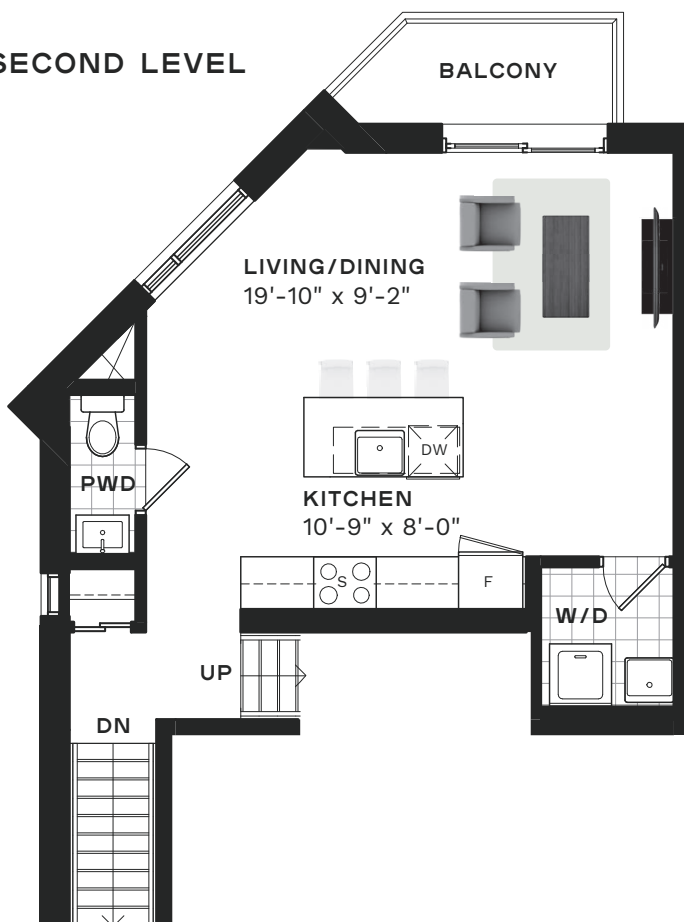 SECOND LEVEL
BALCONY
LIVING/DINING
19'-10" x 9'-2"
DW
PWD
KITCHEN
10'-9" x 8'-0"
S
F
W/D
UP
DN